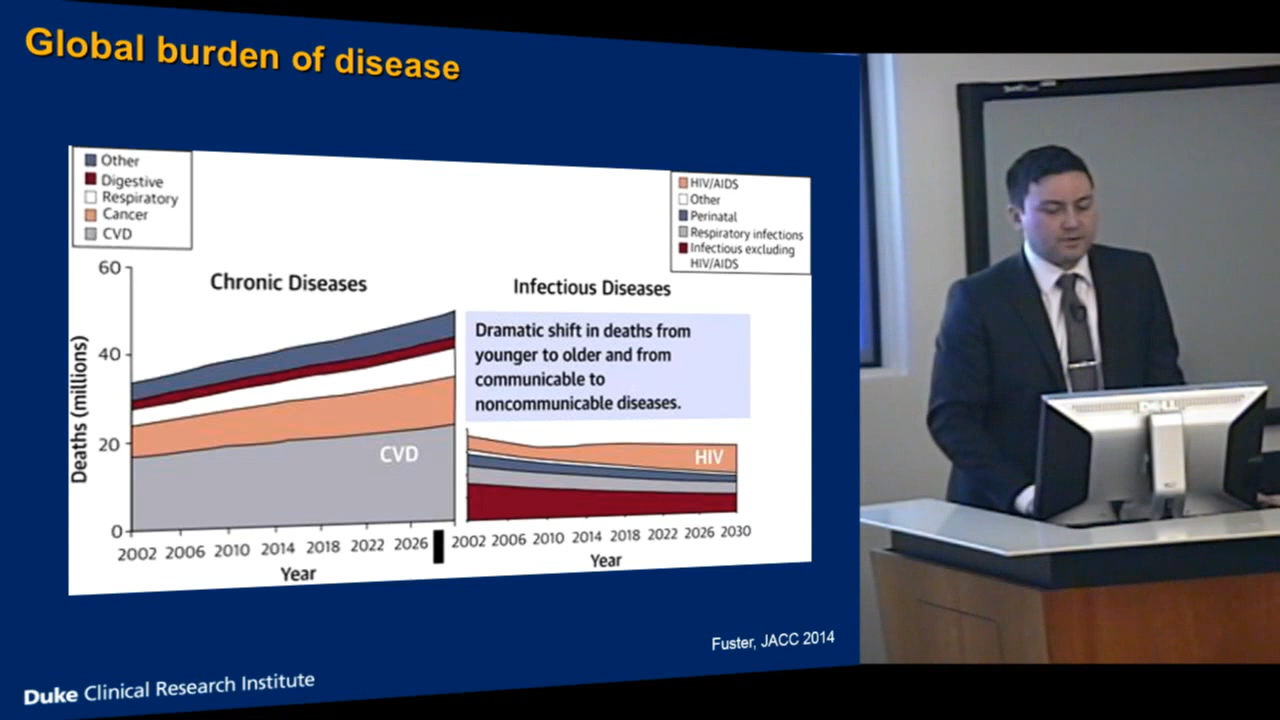 Global burden of disease
Other
Digestive
Respiratory
Cancer
CVD
HIV/AIDS
Other
Perinatal
Respiratory infections
Infectious excluding
HIV/AIDS
Chronic Diseases
Infectious Diseases
Dramatic shift in deaths from
younger to older and from
communicable to
noncommunicable diseases.
Deaths (millions)
60
40
20
0
CVD
HIV
2002 2006 2010 2014 2018 2022 2026
2002 2006 2010 2014 2018 2022 2026 2030
Year
Year
Fuster, JACC 2014
Duke Clinical Research Institute
DELL